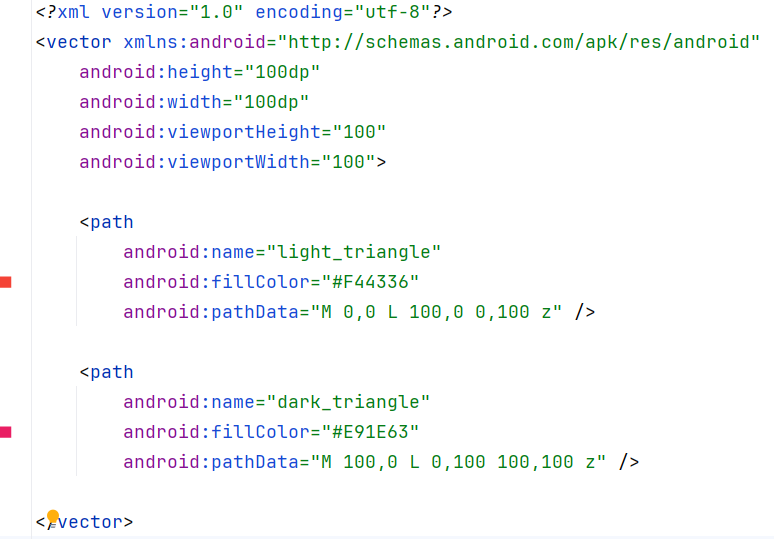 <?xml version="1.0" encoding="utf-8"?>
<vector xmlns:android="http://schemas.android.com/apk/res/android"
    android:height="100dp"
    android:width="100dp"
    android:viewportHeight="100"
    android:viewportWidth="100">

    <path
        android:name="light_triangle"
        android:fillColor="#F44336"
        android:pathData="M 0,0 L 100,0 0,100 z" />

    <path
        android:name="dark_triangle"
        android:fillColor="#E91E63"
        android:pathData="M 100,0 L 0,100 100,100 z" />

</vector>